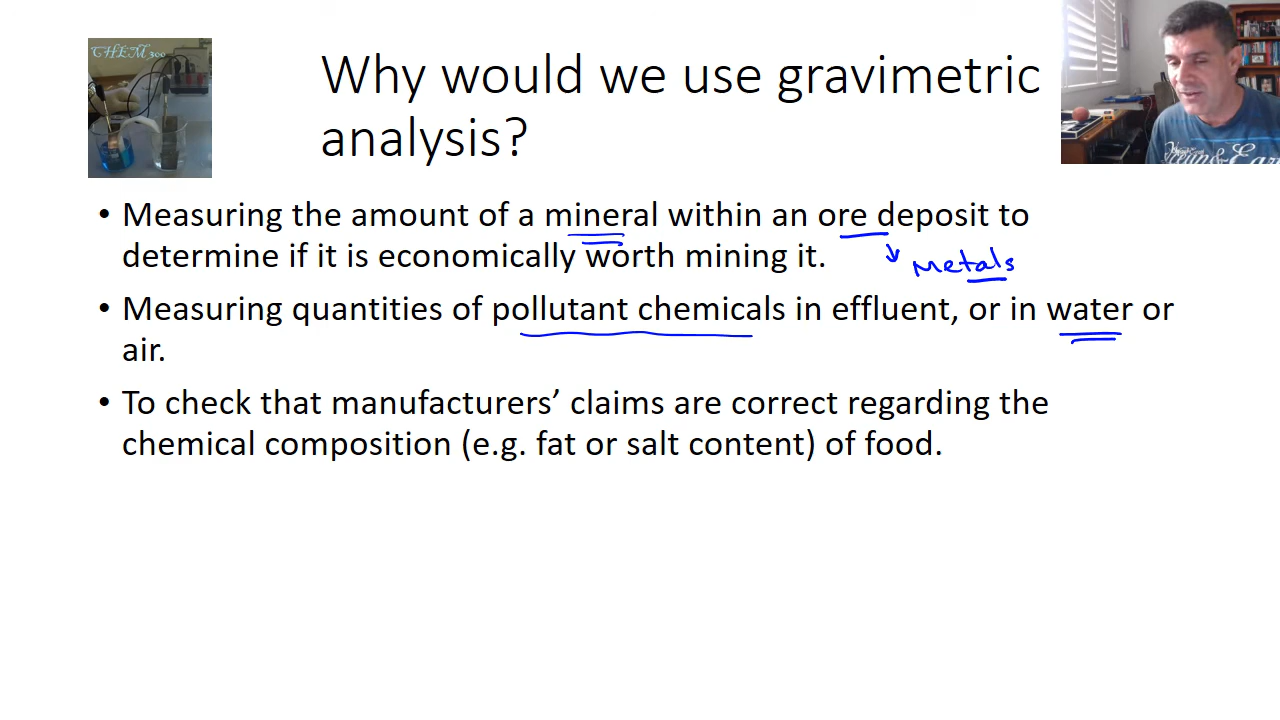 CHEM 300
Why would we use gravimetric
analysis?
• Measuring the amount of a mineral within an ore deposit to
determine if it is economically worth mining it.
Metals
• Measuring quantities of pollutant chemicals in effluent, or in water or
air.
• To check that manufacturers’ claims are correct regarding the
chemical composition (e.g. fat or salt content) of food.